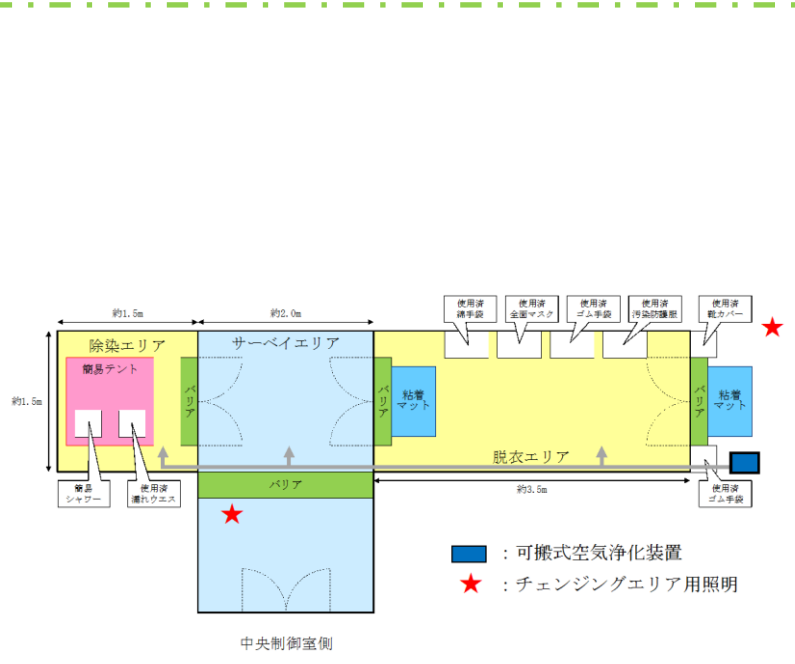 使用済
綿手袋
使用済
全面マスク
使用済
ゴム手袋
使用済
汚染防護服
使用済
靴カバー
約1.5m
約2.0m
除染エリア
サーベイエリア
簡易テント
約1.5m
バリア
バリア
粘着
マット
バリア
粘着
マット
脱衣エリア
簡易
シャワー
使用済
濡れウエス
バリア
約3.5m
使用済
ゴム手袋
：可搬式空気浄化装置
：チェンジングエリア用照明
中央制御室側